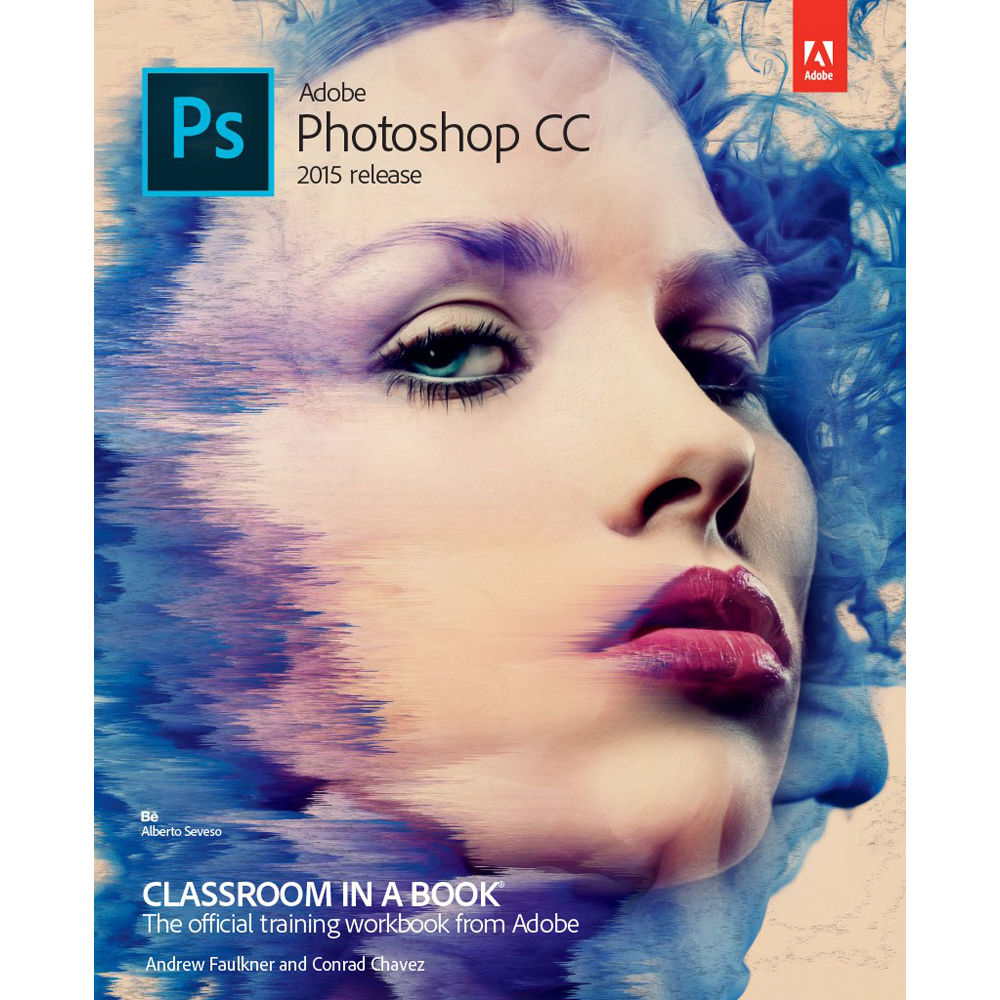 Adobe
Ps
Adobe
Photoshop CC
2015 release
Bē
Alberto Seveso
CLASSROOM IN A BOOK®
The official training workbook from Adobe
Andrew Faulkner and Conrad Chavez